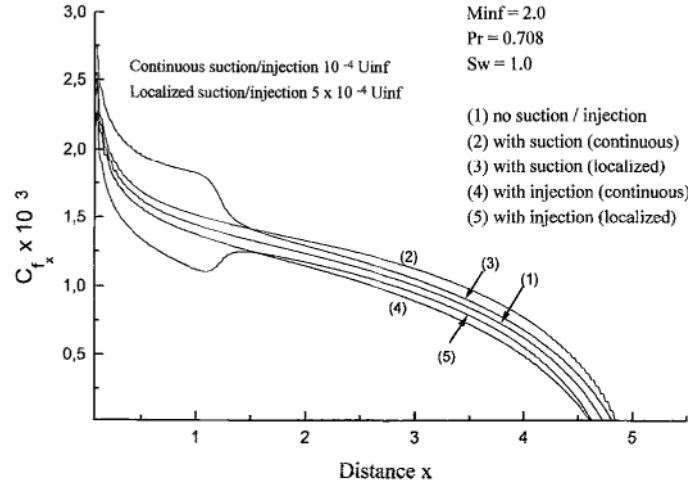 Minf = 2.0
Pr = 0.708
Sw = 1.0
Continuous suction/injection 10 -4 Uinf
Localized suction/injection 5 x 10 -4 Uinf
(1) no suction / injection
(2) with suction (continuous)
(3) with suction (localized)
(4) with injection (continuous)
(5) with injection (localized)
C f x x 10 3
3,0
2,5
2,0
1,5
1,0
0,5
(2)
(3)
(1)
(4)
(5)
1
2
3
4
5
Distance x